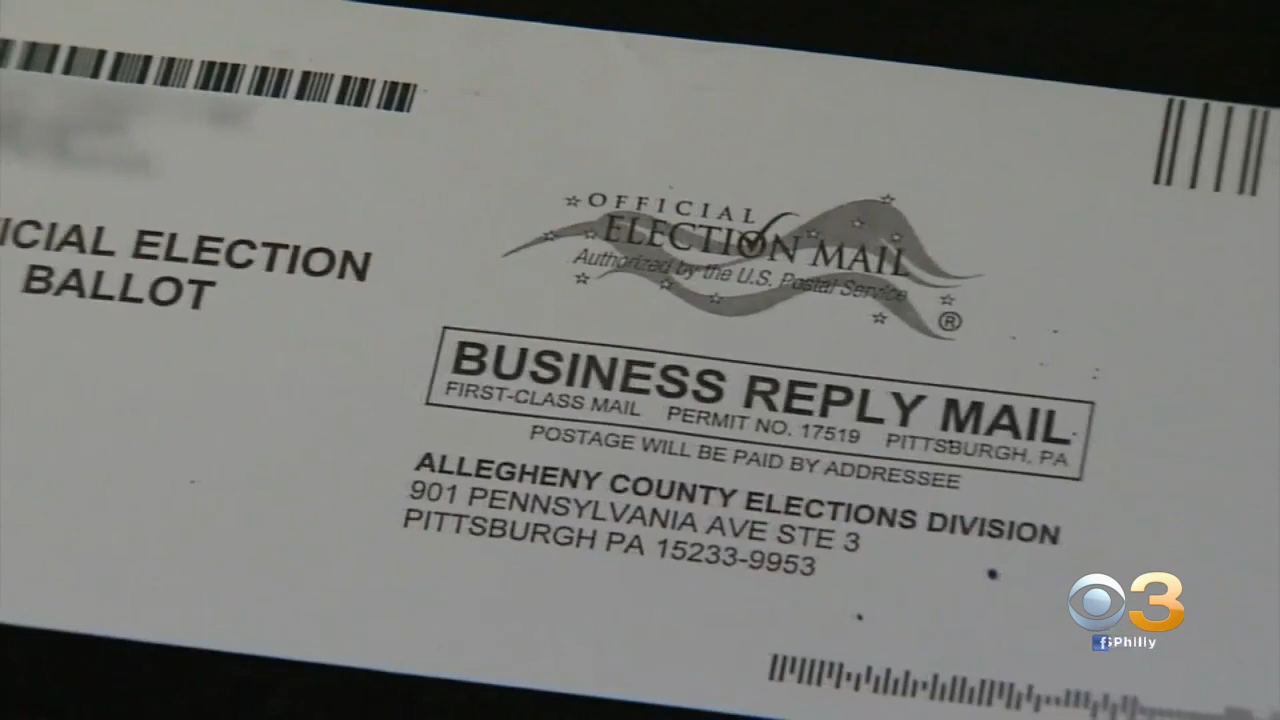 ICIAL ELECTION
BALLOT
OFFICIAL
ELECTION MAIL
Authorized by the U.S. Postal Service
®
BUSINESS REPLY MAIL
FIRST-CLASS MAIL PERMIT NO. 17519 PITTSBURGH, PA
POSTAGE WILL BE PAID BY ADDRESSEE
ALLEGHENY COUNTY ELECTIONS DIVISION
901 PENNSYLVANIA AVE STE 3
PITTSBURGH PA 15233-9953
3
Philly